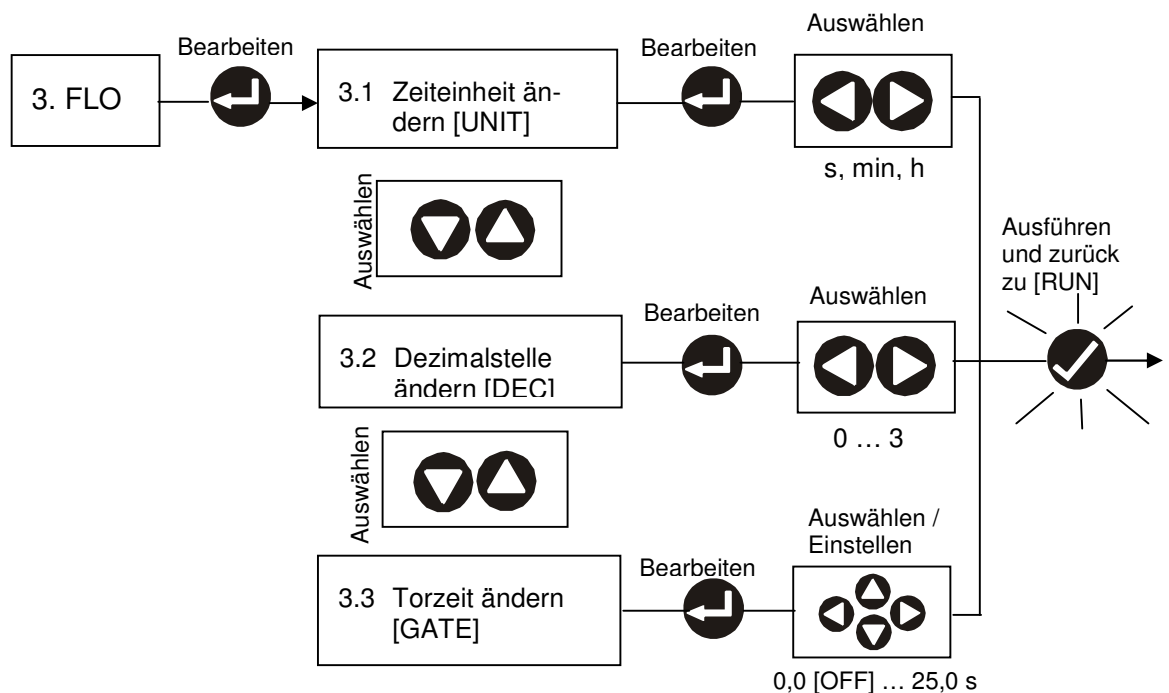 Auswählen
Bearbeiten
Bearbeiten
3. FLO
3.1 Zeiteinheit än-
dern [UNIT]
s, min, h
Auswählen
Ausführen
und zurück
zu [RUN]
Auswählen
Bearbeiten
3.2 Dezimalstelle
ändern [DEC]
0 … 3
Auswählen
Auswählen /
Einstellen
Bearbeiten
3.3 Torzeit ändern
[GATE]
0,0 [OFF] … 25,0 s